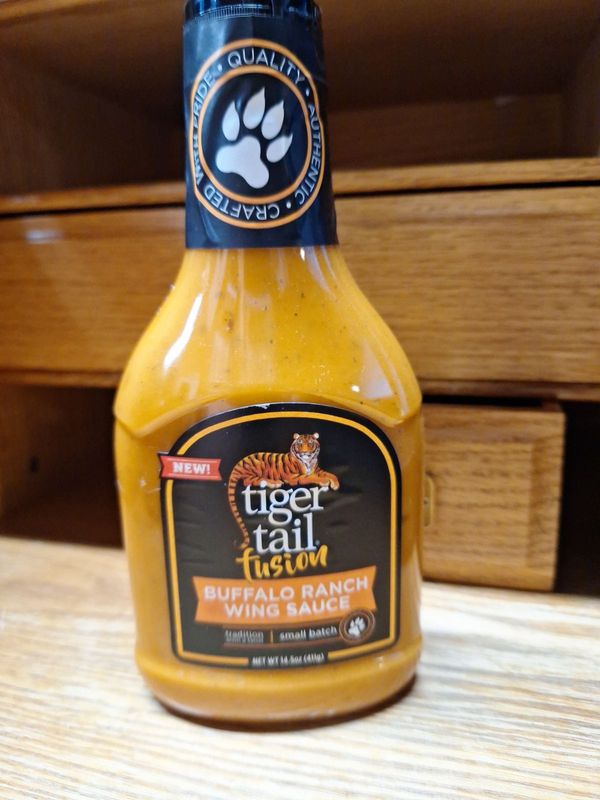 QUALITY • AUTHENTIC • CRAFTED WITH PRIDE •
NEW!
tiger
tail
fusion
BUFFALO RANCH
WING SAUCE
tradition
small batch
NET WT 14.5oz (411g)